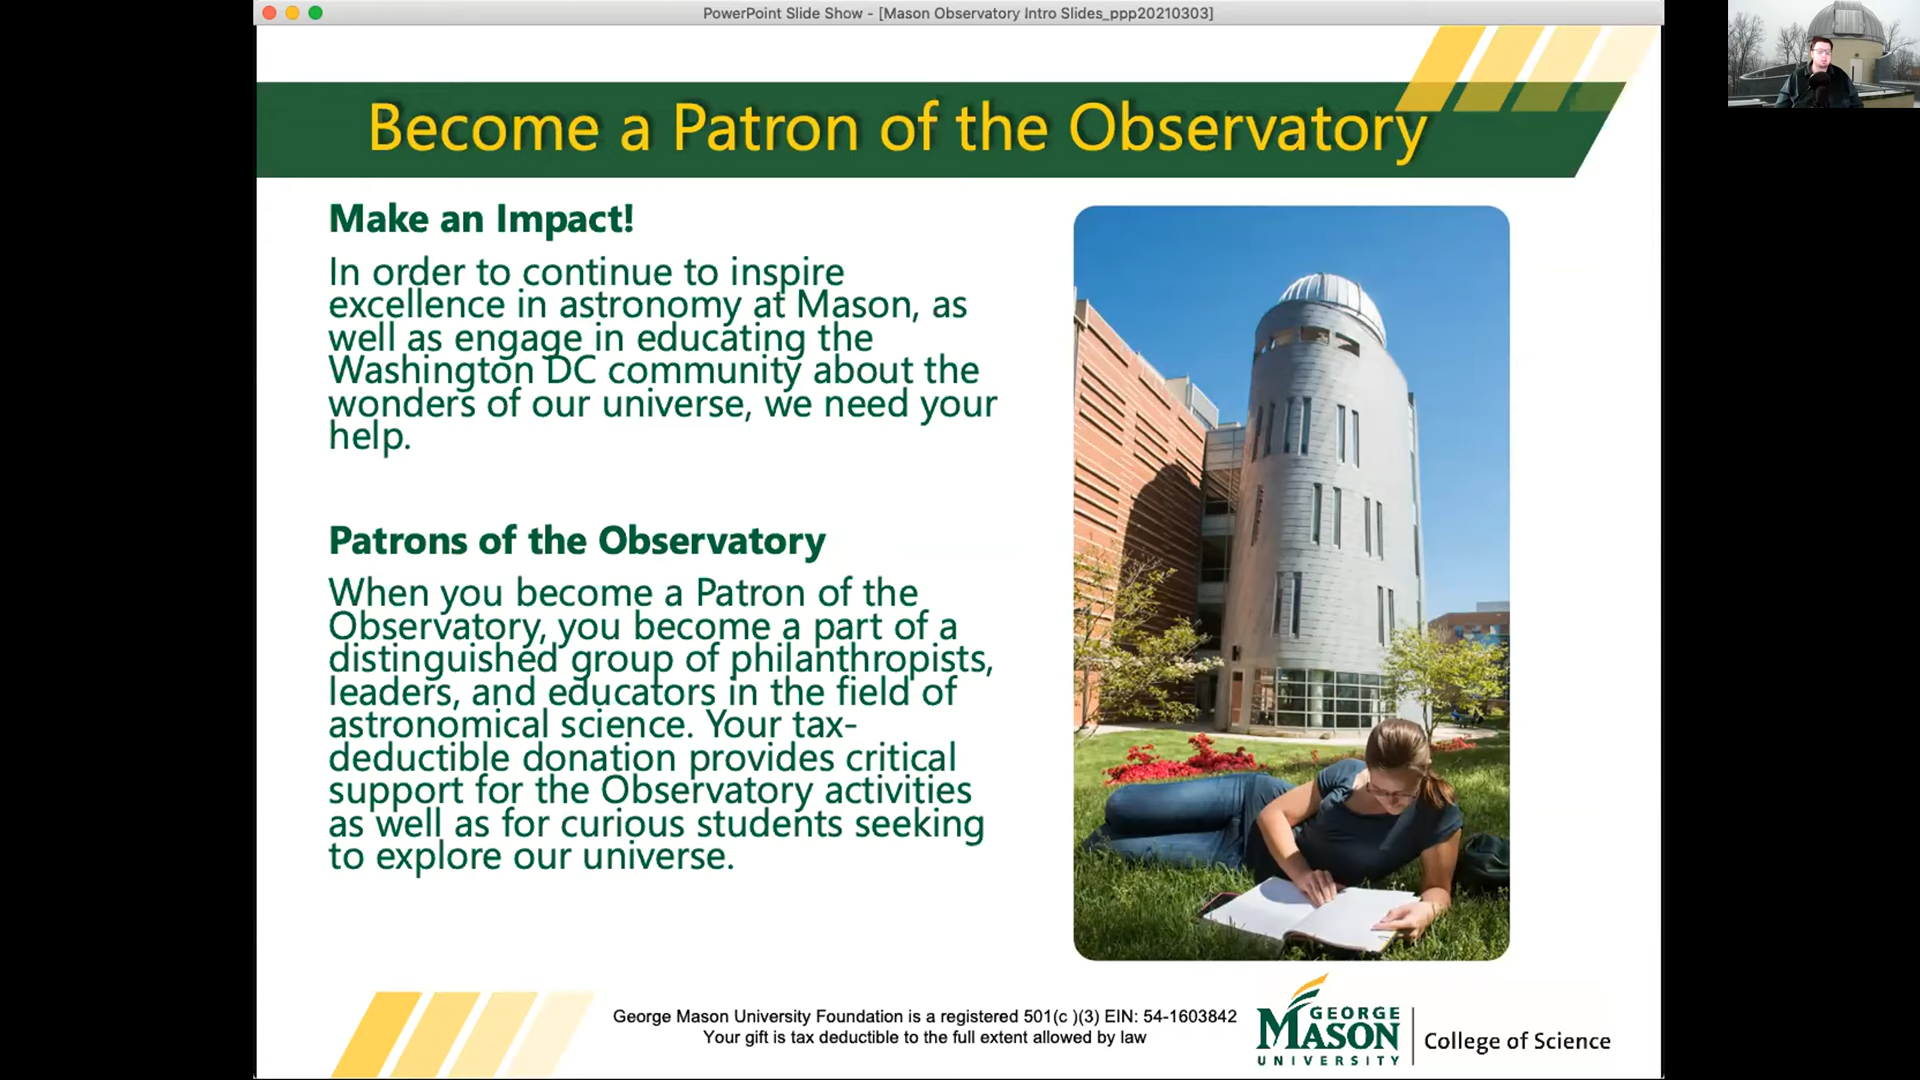 PowerPoint Slide Show - [Mason Observatory Intro Slides_ppp20210303]
Become a Patron of the Observatory
Make an Impact!
In order to continue to inspire
excellence in astronomy at Mason, as
well as engage in educating the
Washington DC community about the
wonders of our universe, we need your
help.
Patrons of the Observatory
When you become a Patron of the
Observatory, you become a part of a
distinguished group of philanthropists,
leaders, and educators in the field of
astronomical science. Your tax-
deductible donation provides critical
support for the Observatory activities
as well as for curious students seeking
to explore our universe.
George Mason University Foundation is a registered 501(c )(3) EIN: 54-1603842
Your gift is tax deductible to the full extent allowed by law
GEORGE
MASON
UNIVERSITY
College of Science